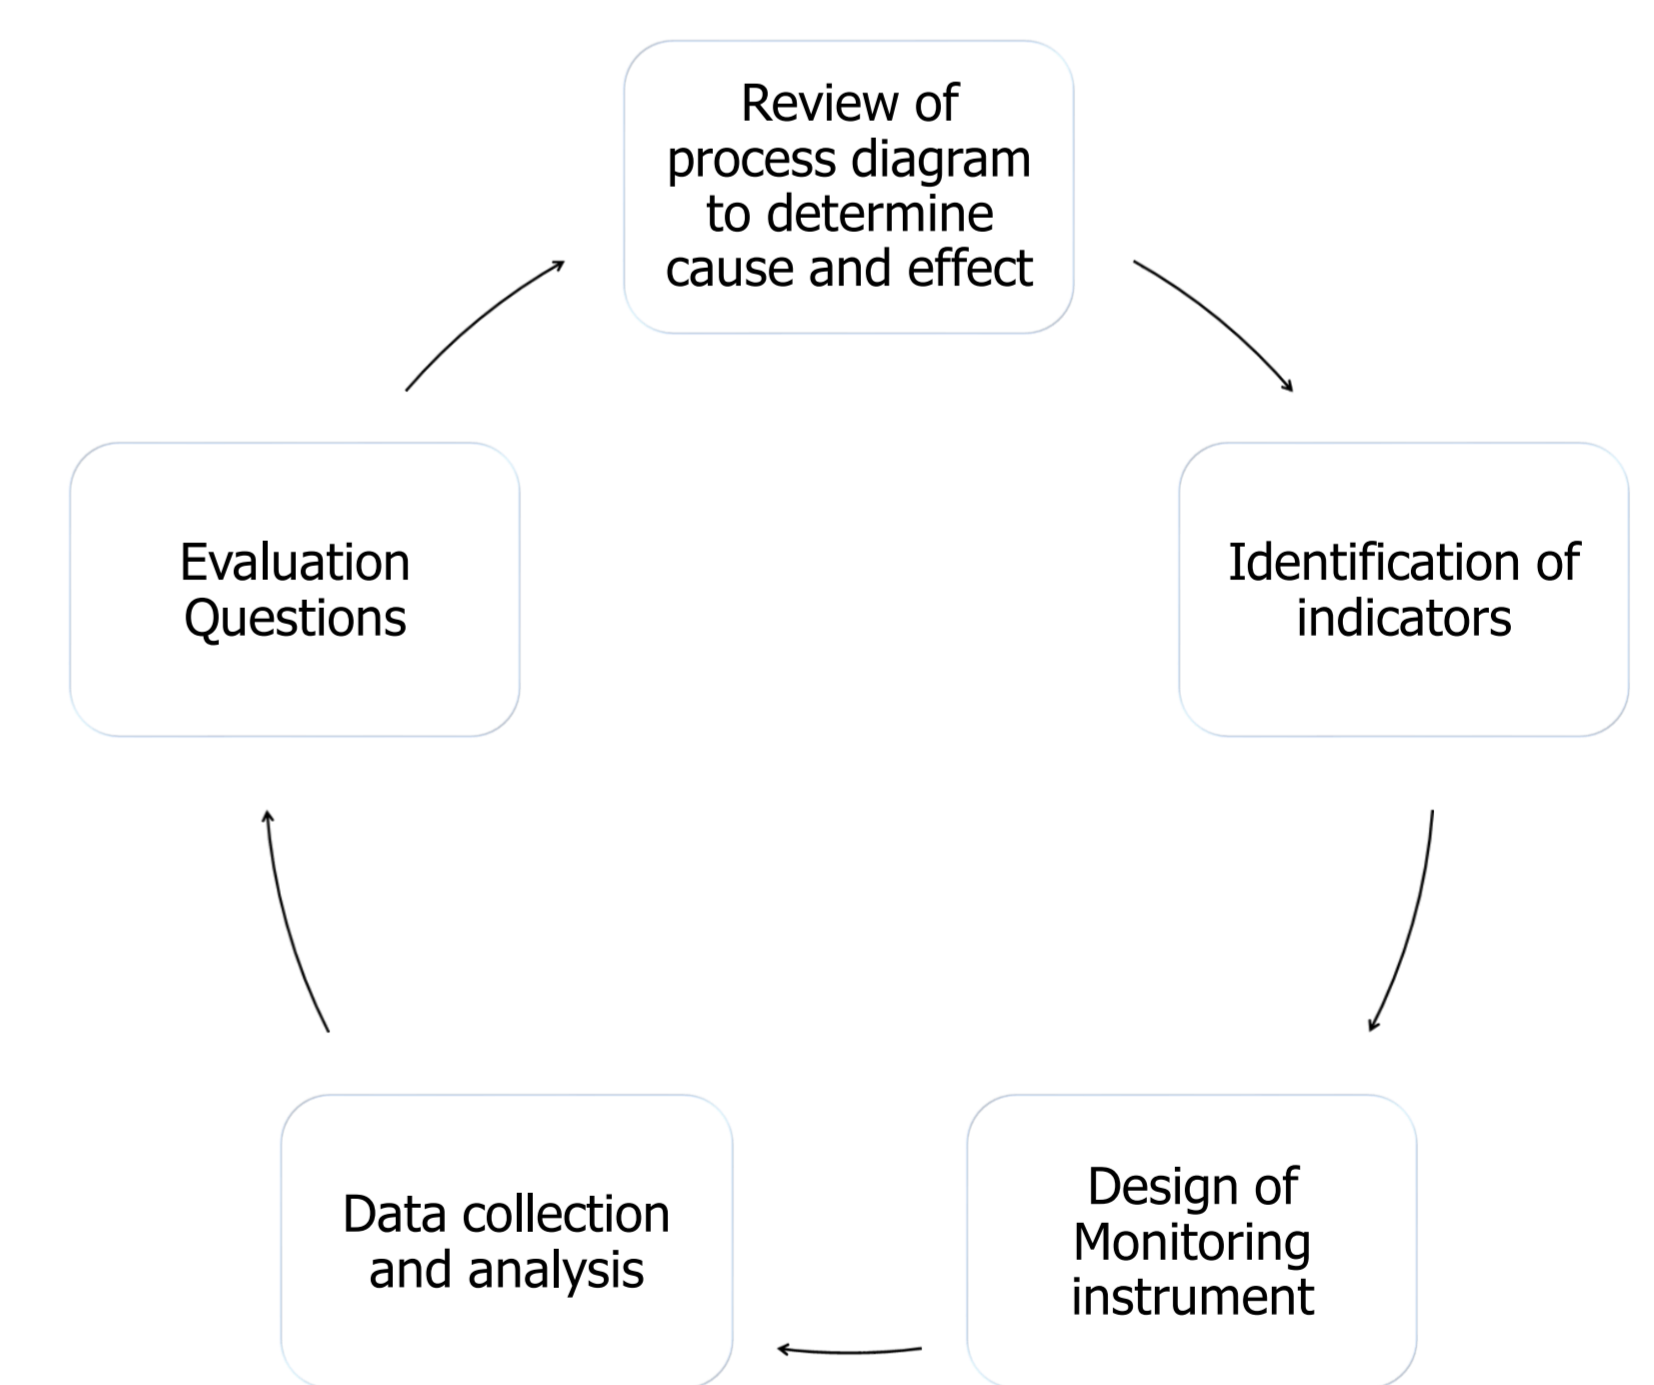 Review of
process diagram
to determine
cause and effect
Identification of
indicators
Design of
Monitoring
instrument
Data collection
and analysis
Evaluation
Questions